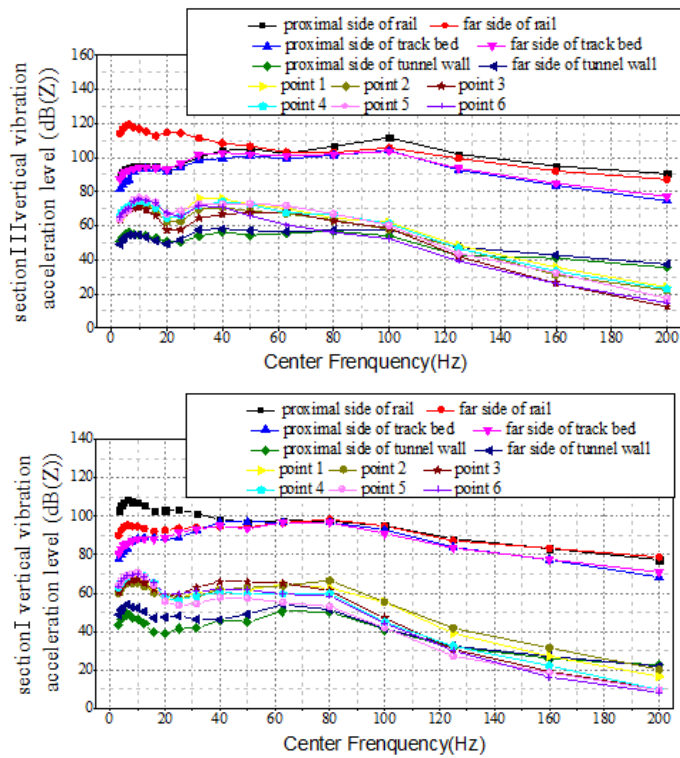 proximal side of rail far side of rail
proximal side of track bed far side of track bed
proximal side of tunnel wall far side of tunnel wall
point 1 point 2 point 3
point 4 point 5 point 6
section III vertical vibration
acceleration level (dB(Z))
160
140
120
100
80
60
40
20
0
0 20 40 60 80 100 120 140 160 180 200
Center Frenquency(Hz)
proximal side of rail far side of rail
proximal side of track bed far side of track bed
proximal side of tunnel wall far side of tunnel wall
point 1 point 2 point 3
point 4 point 5 point 6
section I vertical vibration
acceleration level (dB(Z))
140
120
100
80
60
40
20
0
0 20 40 60 80 100 120 140 160 180 200
Center Frenquency(Hz)